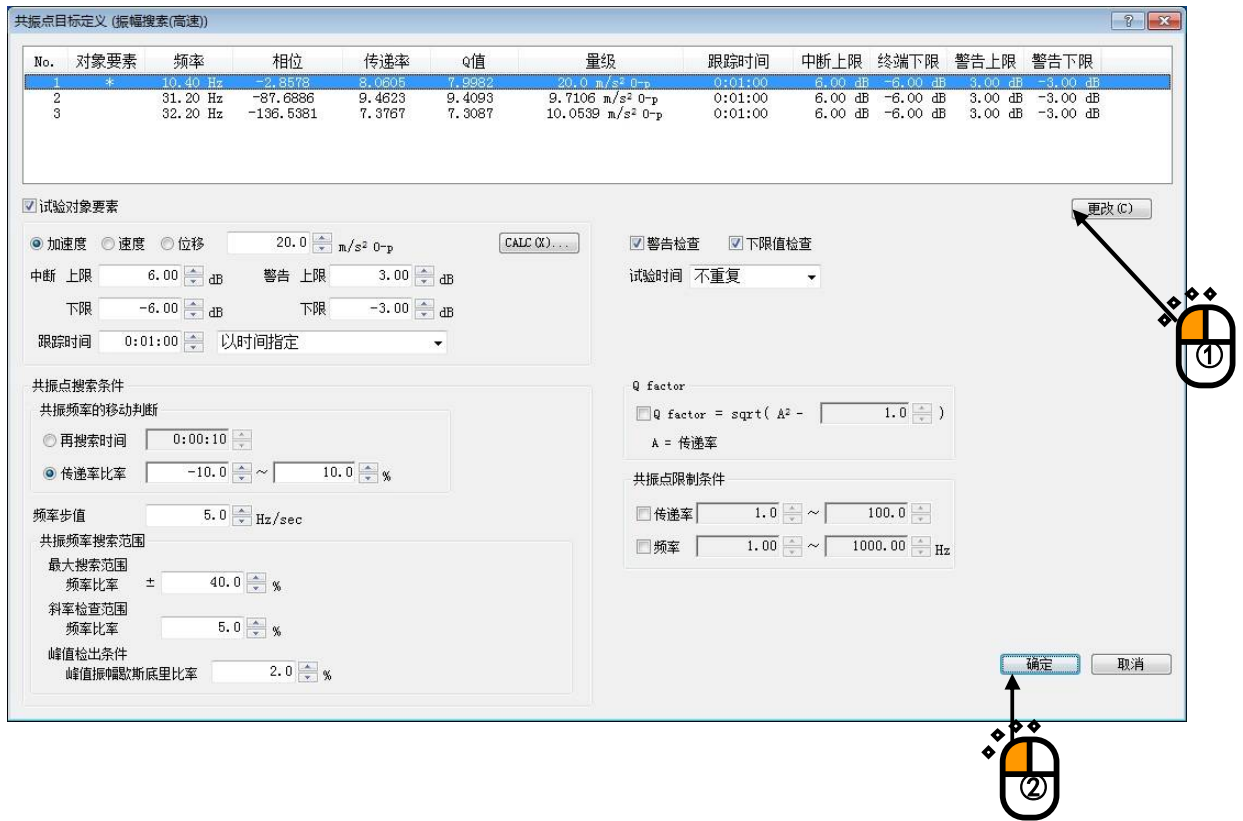 共振点目标定义 (振幅搜索(高速))
No. 对象要素 频率 相位 传递率 Q值 量级 跟踪时间 中断上限 终端下限 警告上限 警告下限
1 * 10.40 Hz -2.8578 8.0605 7.9982 20.0 m/s² 0-p 0:01:00 6.00 dB -6.00 dB 3.00 dB -3.00 dB
2 31.20 Hz -87.6886 9.4623 9.4093 9.7106 m/s² 0-p 0:01:00 6.00 dB -6.00 dB 3.00 dB -3.00 dB
3 32.20 Hz -136.5381 7.3767 7.3087 10.0539 m/s² 0-p 0:01:00 6.00 dB -6.00 dB 3.00 dB -3.00 dB
试验对象要素 更改(C)
加速度 速度 位移 20.0 m/s² 0-p CALC(X)... 警告检查 下限值检查
中断 上限 6.00 dB 警告 上限 3.00 dB 试验时间 不重复
下限 -6.00 dB 下限 -3.00 dB
跟踪时间 0:01:00 以时间指定
①
共振点搜索条件 Q factor
共振频率的移动判断
Q factor = sqrt( A² - 1.0 )
再搜索时间 0:00:10 A = 传递率
传递率比率 -10.0 ~ 10.0 %
共振点限制条件
频率步值 5.0 Hz/sec 传递率 1.0 ~ 100.0
共振频率搜索范围 频率 1.00 ~ 1000.00 Hz
最大搜索范围
频率比率 ± 40.0 %
斜率检查范围
频率比率 5.0 %
峰值检出条件
峰值振幅歇斯底里比率 2.0 %
确定 取消
②